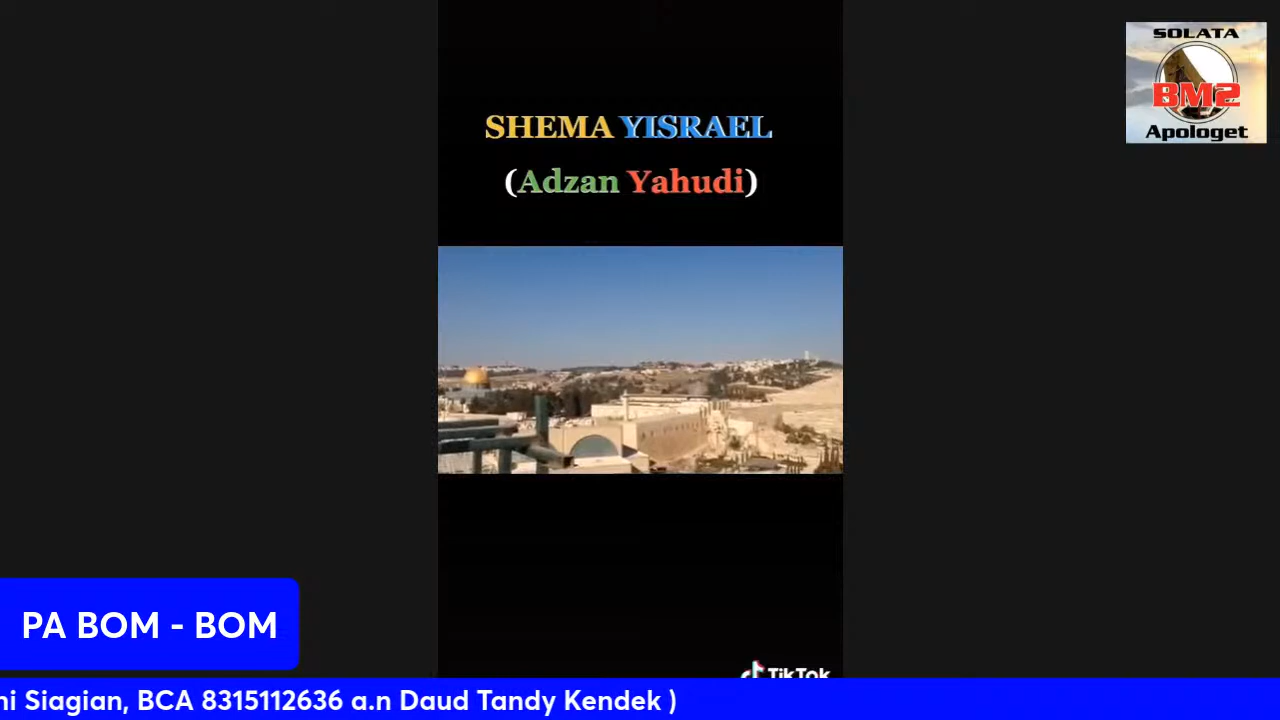 SOLATA
BM2
Apologet
SHEMA YISRAEL
(Adzan Yahudi)
PA BOM - BOM
TikTok
Siagian, BCA 8315112636 a.n Daud Tandy Kendek )